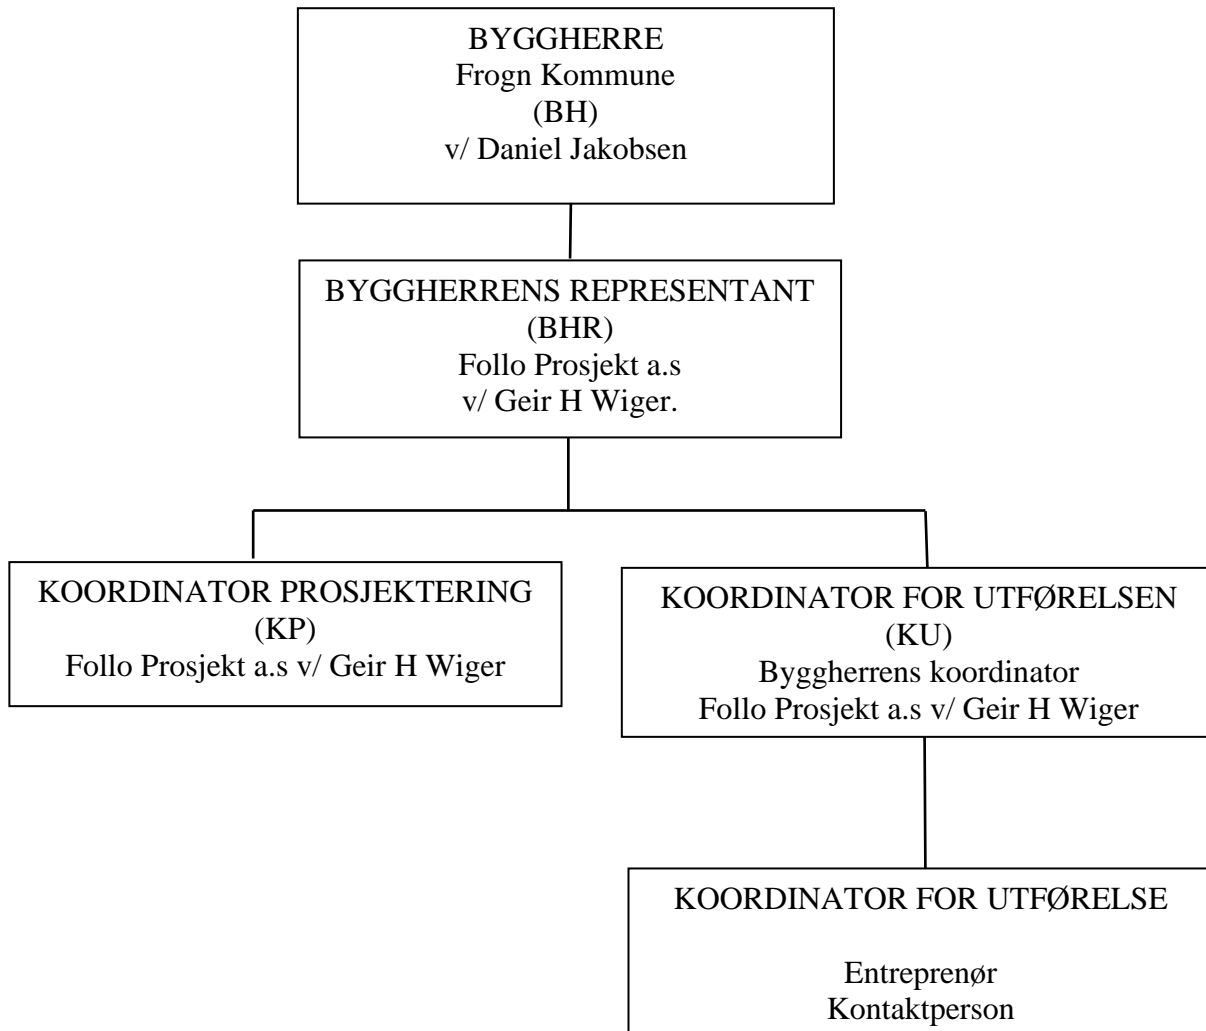 BYGGHERRE
Frogn Kommune
(BH)
v/ Daniel Jakobsen
BYGGHERRENS REPRESENTANT
(BHR)
Follo Prosjekt a.s
v/ Geir H Wiger.
KOORDINATOR PROSJEKTERING
(KP)
Follo Prosjekt a.s v/ Geir H Wiger
KOORDINATOR FOR UTFØRELSEN
(KU)
Byggherrens koordinator
Follo Prosjekt a.s v/ Geir H Wiger
KOORDINATOR FOR UTFØRELSE
Entreprenør
Kontaktperson